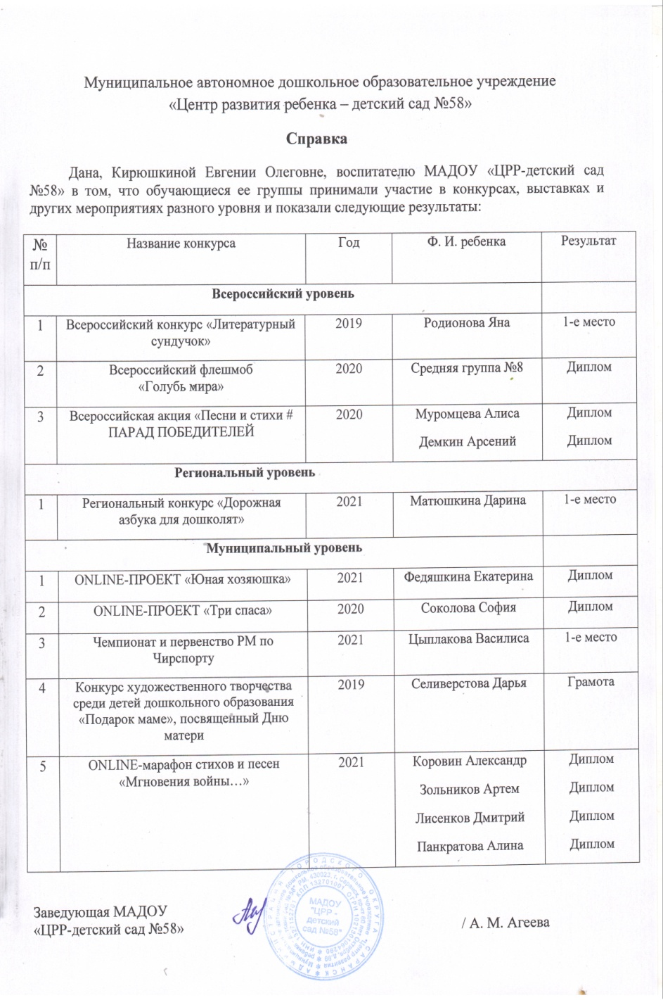 Муниципальное автономное дошкольное образовательное учреждение
«Центр развития ребенка – детский сад №58»
Справка
Дана, Кирюшкиной Евгении Олеговне, воспитателю МАДОУ «ЦРР-детский сад
№58» в том, что обучающиеся ее группы принимали участие в конкурсах, выставках и
других мероприятиях разного уровня и показали следующие результаты:
№ п/п Название конкурса Год Ф. И. ребенка Результат
Всероссийский уровень
1 Всероссийский конкурс «Литературный 2019 Родионова Яна 1-е место
сундучок»
2 Всероссийский флешмоб 2020 Средняя группа №8 Диплом
«Голубь мира»
3 Всероссийская акция «Песни и стихи # 2020 Муромцева Алиса Диплом
ПАРАД ПОБЕДИТЕЛЕЙ Демкин Арсений Диплом
Региональный уровень
1 Региональный конкурс «Дорожная 2021 Матюшкина Дарина 1-е место
азбука для дошколят»
Муниципальный уровень
1 ONLINE-ПРОЕКТ «Юная хозяюшка» 2021 Федяшкина Екатерина Диплом
2 ONLINE-ПРОЕКТ «Три спаса» 2020 Соколова София Диплом
3 Чемпионат и первенство РМ по 2021 Цыплакова Василиса 1-е место
Чирспорту
4 Конкурс художественного творчества 2019 Селиверстова Дарья Грамота
среди детей дошкольного образования
«Подарок маме», посвященный Дню
матери
5 ONLINE-марафон стихов и песен 2021 Коровин Александр Диплом
«Мгновения войны…» Зольников Артем Диплом
Лисенков Дмитрий Диплом
Панкратова Алина Диплом
Заведующая МАДОУ
«ЦРР-детский сад №58» / А. М. Агеева
МАДОУ
"ЦРР -
детский
сад №58"